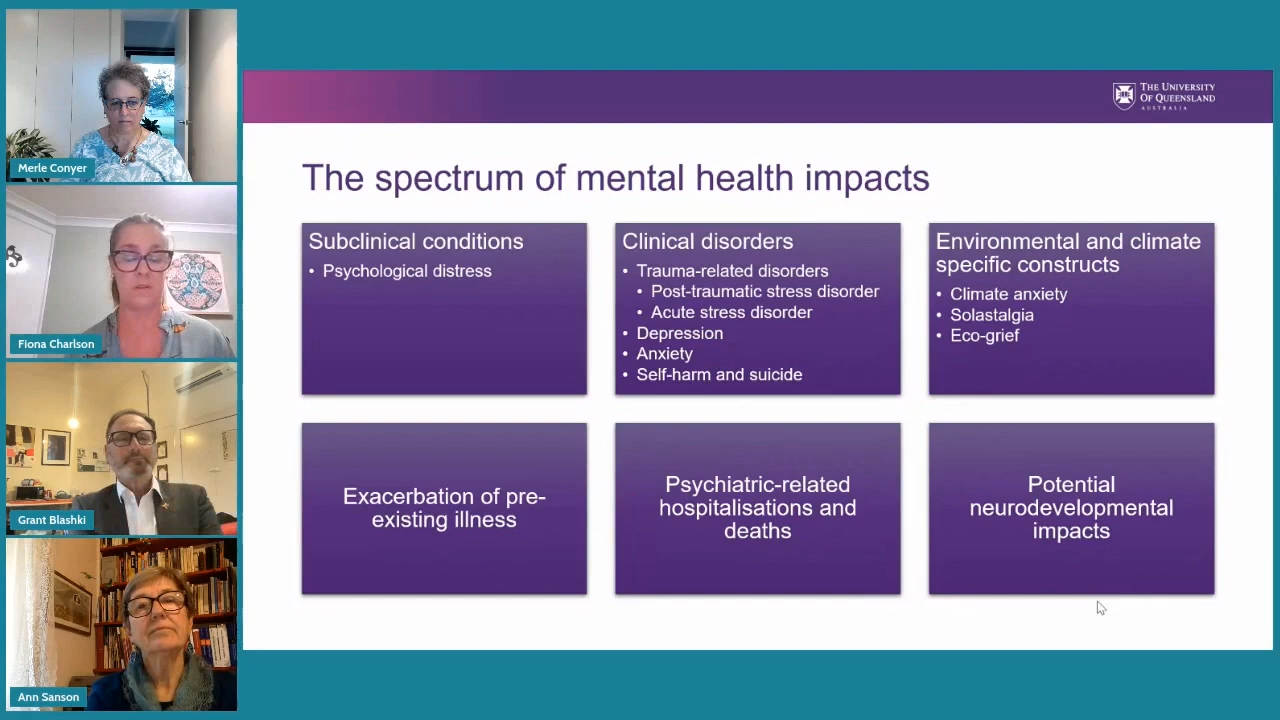 Merle Conyer
Fiona Charlson
Grant Blashki
Ann Sanson
THE UNIVERSITY
OF QUEENSLAND
AUSTRALIA
The spectrum of mental health impacts
Subclinical conditions
• Psychological distress
Clinical disorders
• Trauma-related disorders
• Post-traumatic stress disorder
• Acute stress disorder
• Depression
• Anxiety
• Self-harm and suicide
Environmental and climate
specific constructs
• Climate anxiety
• Solastalgia
• Eco-grief
Exacerbation of pre-
existing illness
Psychiatric-related
hospitalisations and
deaths
Potential
neurodevelopmental
impacts